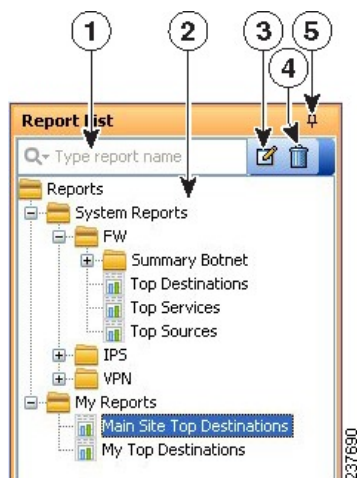 1 2 3 4 5
Report List
Type report name
Reports
System Reports
FW
Summary Botnet
Top Destinations
Top Services
Top Sources
IPS
VPN
My Reports
Main Site Top Destinations
My Top Destinations
237690